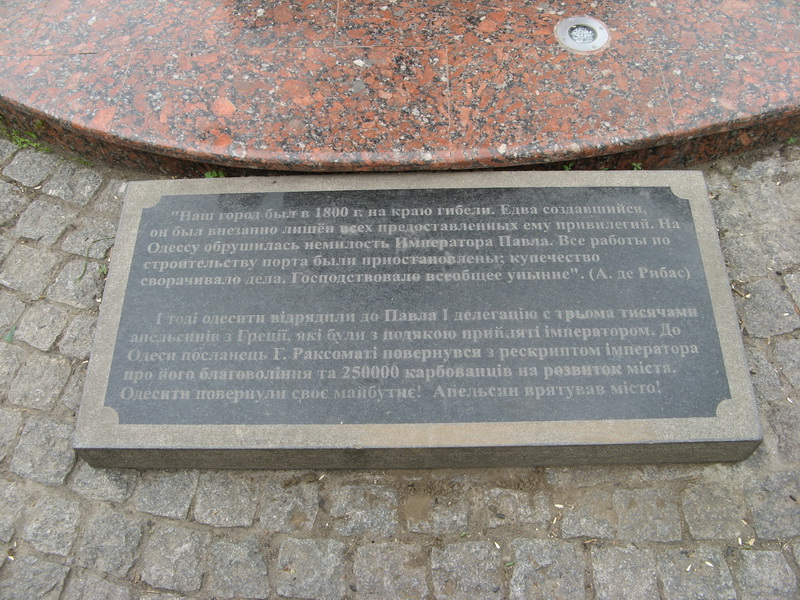 "Наш город был в 1800 г. на краю гибели. Едва создавшийся,
он был внезапно лишён всех предоставленных ему привилегий. На
Одессу обрушилась немилость Императора Павла. Все работы по
строительству порта были приостановлены; купечество
сворачивало дела. Господствовало всеобщее уныние". (А. де Рибас)
І тоді одесити відрядили до Павла І делегацію с трьома тисячами
апельсинів з Греції, які були з подякою прийняті імператором. До
Одеси посланець Г. Раксоматі повернувся з рескриптом імператора
про його благовоління та 250000 карбованців на розвиток міста.
Одесити повернули своє майбутнє! Апельсин врятував місто!